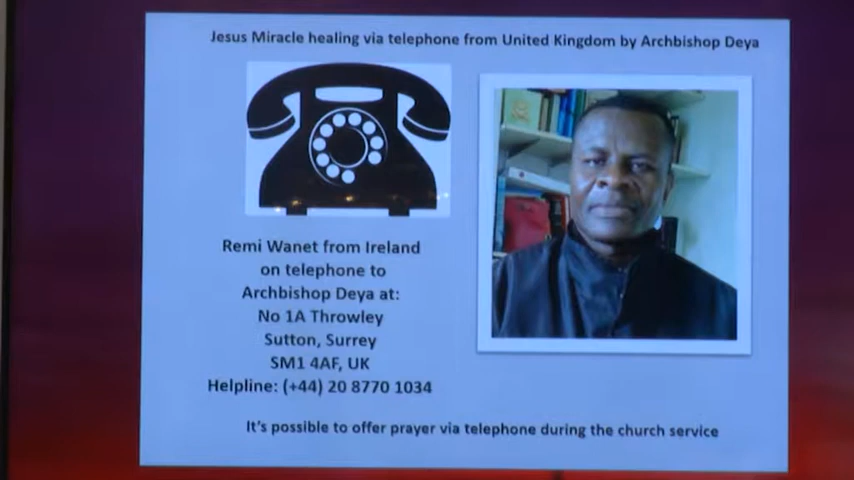 Jesus Miracle healing via telephone from United Kingdom by Archbishop Deya
Remi Wanet from Ireland
on telephone to
Archbishop Deya at:
No 1A Throwley
Sutton, Surrey
SM1 4AF, UK
Helpline: (+44) 20 8770 1034
It's possible to offer prayer via telephone during the church service